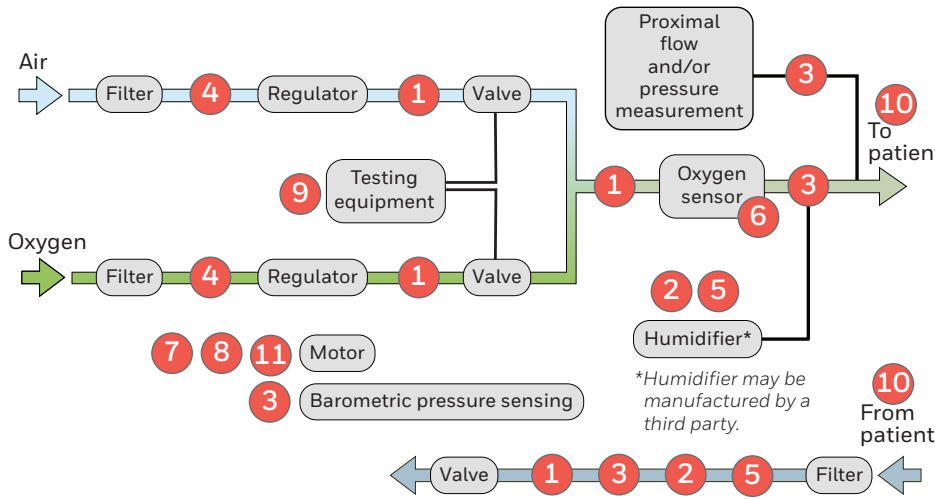 Proximal
flow
and/or
pressure
measurement
3
10
To
patient
Air
Filter
4
Regulator
1
Valve
9
Testing
equipment
1
Oxygen
sensor
6
3
Oxygen
Filter
4
Regulator
1
Valve
2
5
Humidifier*
*Humidifier may be
manufactured by a
third party.
7
8
11
Motor
3
Barometric pressure sensing
10
From
patient
Valve
1
3
2
5
Filter